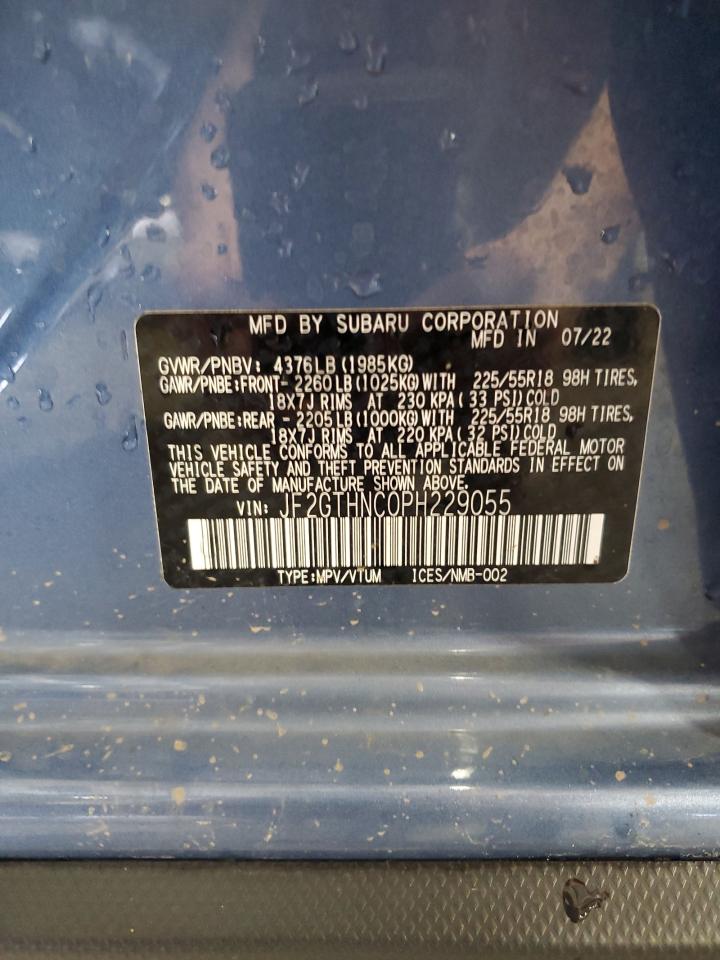 MFD BY SUBARU CORPORATION
MFD IN 07/22
GVWR/PNBV: 4376LB(1985KG)
GAWR/PNBE:FRONT- 2260LB(1025KG)WITH 225/55R18 98H TIRES,
18X7J RIMS AT 230 KPA( 33 PSI)COLD
GAWR/PNBE:REAR - 2205LB(1000KG)WITH 225/55R18 98H TIRES,
18X7J RIMS AT 220 KPA( 32 PSI)COLD
THIS VEHICLE CONFORMS TO ALL APPLICABLE FEDERAL MOTOR
VEHICLE SAFETY AND THEFT PREVENTION STANDARDS IN EFFECT ON
THE DATE OF MANUFACTURE SHOWN ABOVE.
VIN: JF2GTHNC0PH229055
TYPE:MPV/VTUM ICES/NMB-002